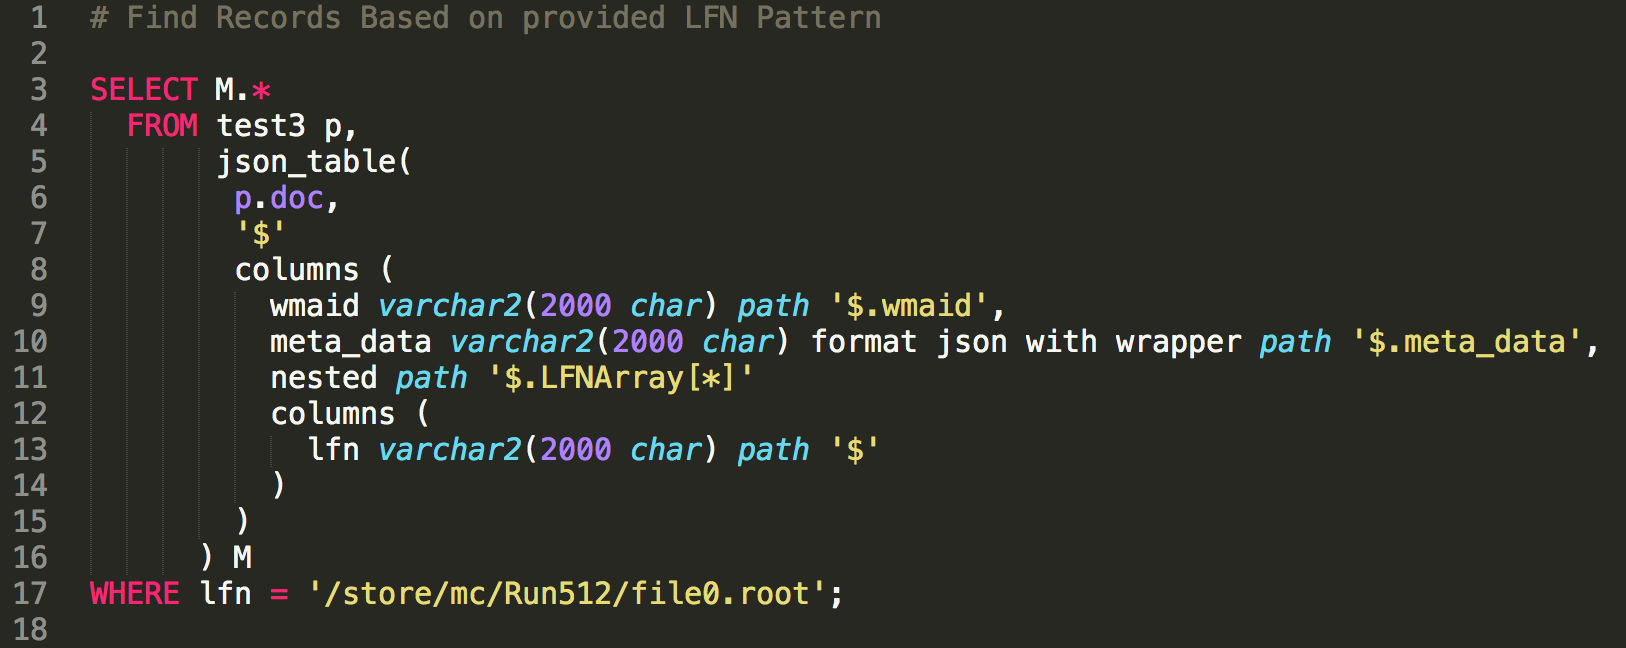 1 # Find Records Based on provided LFN Pattern
2
3 SELECT M.*
4 FROM test3 p,
5 json_table(
6 p.doc,
7 '$'
8 columns (
9 wmaid varchar2(2000 char) path '$.wmaid',
10 meta_data varchar2(2000 char) format json with wrapper path '$.meta_data',
11 nested path '$.LFNArray[*]'
12 columns (
13 lfn varchar2(2000 char) path '$'
14 )
15 )
16 ) M
17 WHERE lfn = '/store/mc/Run512/file0.root';
18